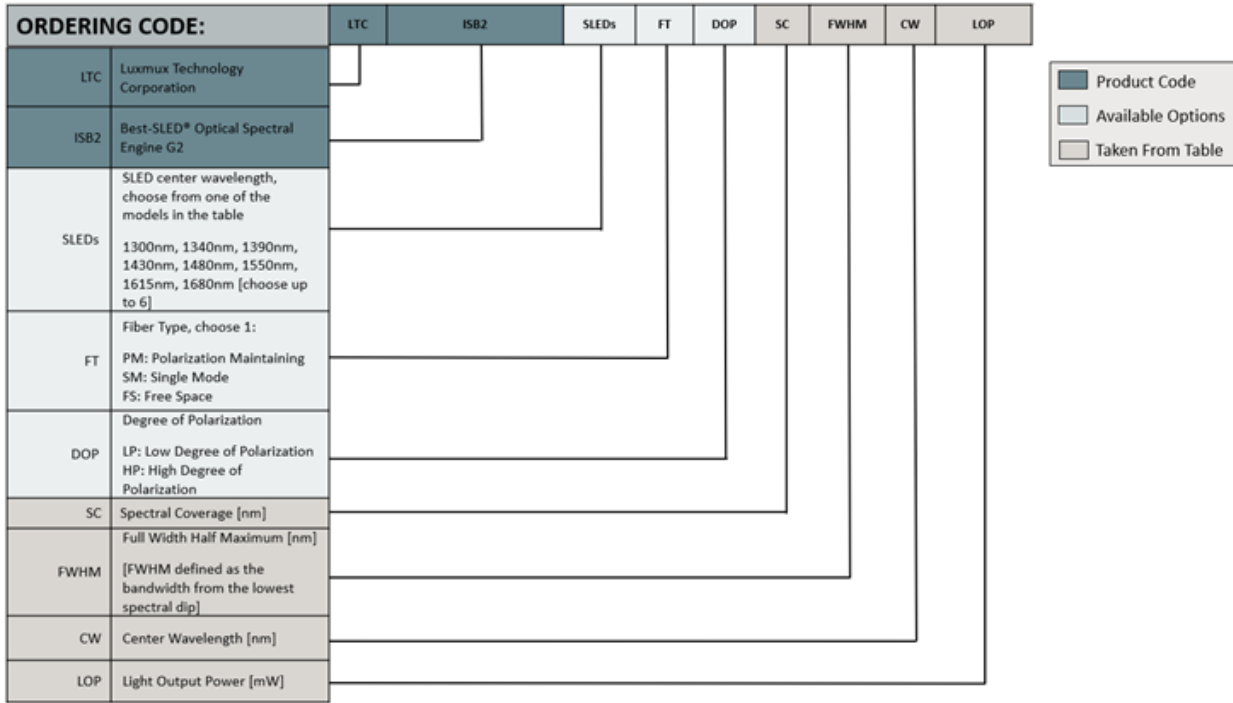 ORDERING CODE:
LTC ISB2 SLEDs FT DOP SC FWHM CW LOP
LTC
Luxmux Technology
Corporation
ISB2
Best-SLED® Optical Spectral
Engine G2
SLEDs
SLED center wavelength,
choose from one of the
models in the table
1300nm, 1340nm, 1390nm,
1430nm, 1480nm, 1550nm,
1615nm, 1680nm [choose up
to 6]
FT
Fiber Type, choose 1:
PM: Polarization Maintaining
SM: Single Mode
FS: Free Space
DOP
Degree of Polarization
LP: Low Degree of Polarization
HP: High Degree of
Polarization
SC
Spectral Coverage [nm]
FWHM
Full Width Half Maximum [nm]
[FWHM defined as the
bandwidth from the lowest
spectral dip]
CW
Center Wavelength [nm]
LOP
Light Output Power [mW]
Product Code
Available Options
Taken From Table